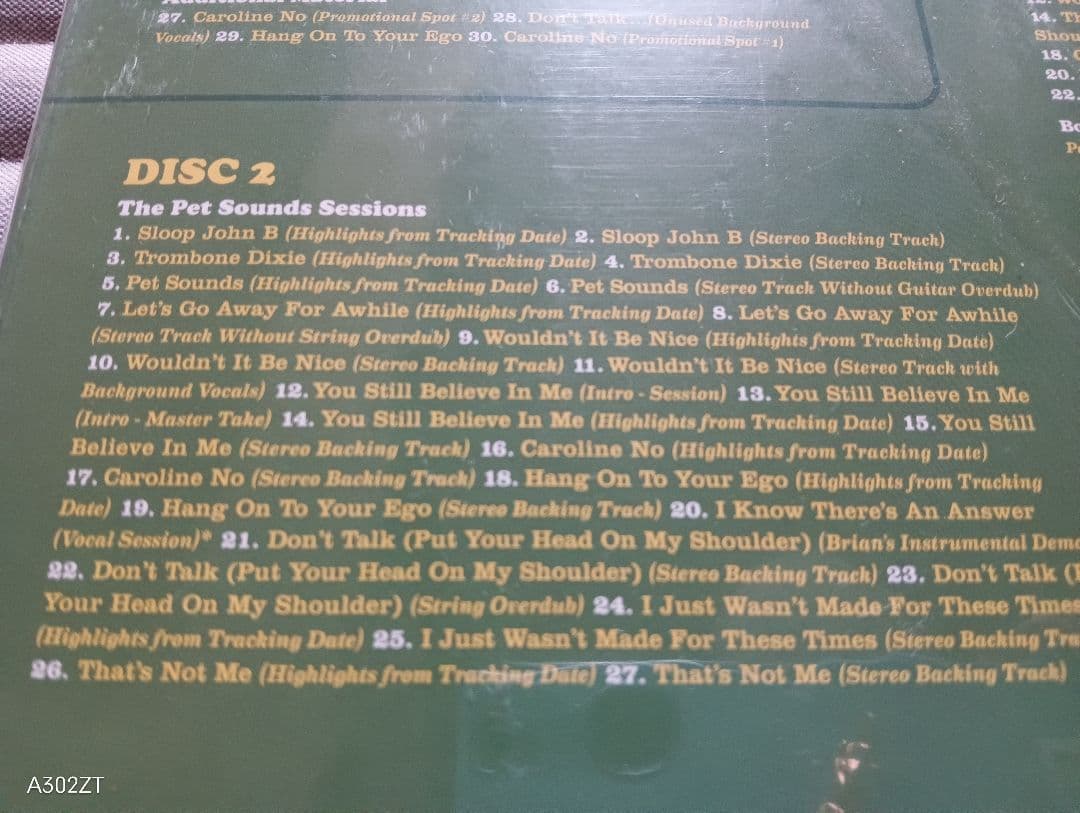 27. Caroline No (Promotional Spot #2) 28. Don't Talk... (Unused Background
Vocals) 29. Hang On To Your Ego 30. Caroline No (Promotional Spot #1)
DISC 2
The Pet Sounds Sessions
1. Sloop John B (Highlights from Tracking Date) 2. Sloop John B (Stereo Backing Track)
3. Trombone Dixie (Highlights from Tracking Date) 4. Trombone Dixie (Stereo Backing Track)
5. Pet Sounds (Highlights from Tracking Date) 6. Pet Sounds (Stereo Track Without Guitar Overdub)
7. Let's Go Away For Awhile (Highlights from Tracking Date) 8. Let's Go Away For Awhile
(Stereo Track Without String Overdub) 9. Wouldn't It Be Nice (Highlights from Tracking Date)
10. Wouldn't It Be Nice (Stereo Backing Track) 11. Wouldn't It Be Nice (Stereo Track with
Background Vocals) 12. You Still Believe In Me (Intro - Session) 13. You Still Believe In Me
(Intro - Master Take) 14. You Still Believe In Me (Highlights from Tracking Date) 15. You Still
Believe In Me (Stereo Backing Track) 16. Caroline No (Highlights from Tracking Date)
17. Caroline No (Stereo Backing Track) 18. Hang On To Your Ego (Highlights from Tracking
Date) 19. Hang On To Your Ego (Stereo Backing Track) 20. I Know There's An Answer
(Vocal Session)* 21. Don't Talk (Put Your Head On My Shoulder) (Brian's Instrumental Demo
22. Don't Talk (Put Your Head On My Shoulder) (Stereo Backing Track) 23. Don't Talk (
Your Head On My Shoulder) (String Overdub) 24. I Just Wasn't Made For These Times
(Highlights from Tracking Date) 25. I Just Wasn't Made For These Times (Stereo Backing Tra
26. That's Not Me (Highlights from Tracking Date) 27. That's Not Me (Stereo Backing Track)
14. Th
Shou
18.
20.
22.
A302ZT